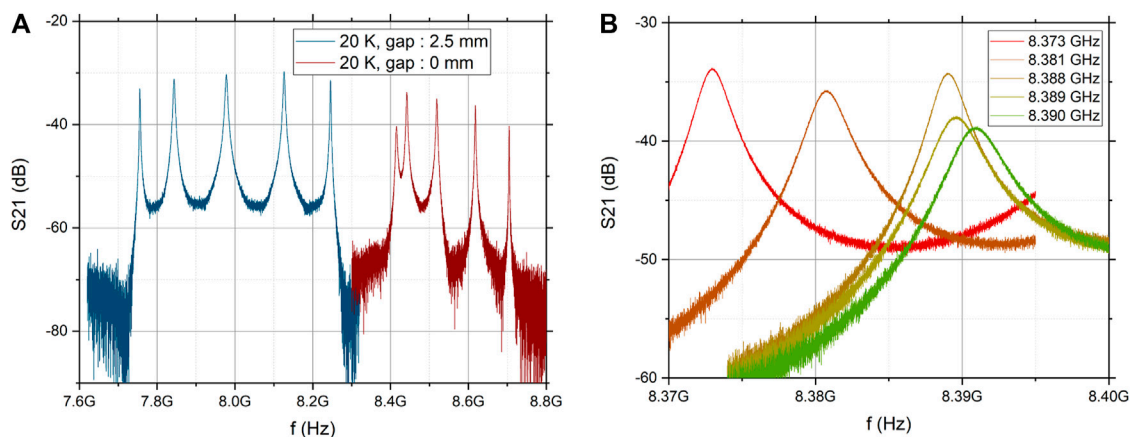 A
-20
-40
-60
-80
S21 (dB)
20 K, gap : 2.5 mm
20 K, gap : 0 mm
7.6G 7.8G 8.0G 8.2G 8.4G 8.6G 8.8G
f (Hz)
B
-30
-40
-50
-60
S21 (dB)
8.373 GHz
8.381 GHz
8.388 GHz
8.389 GHz
8.390 GHz
8.37G 8.38G 8.39G 8.40G
f (Hz)